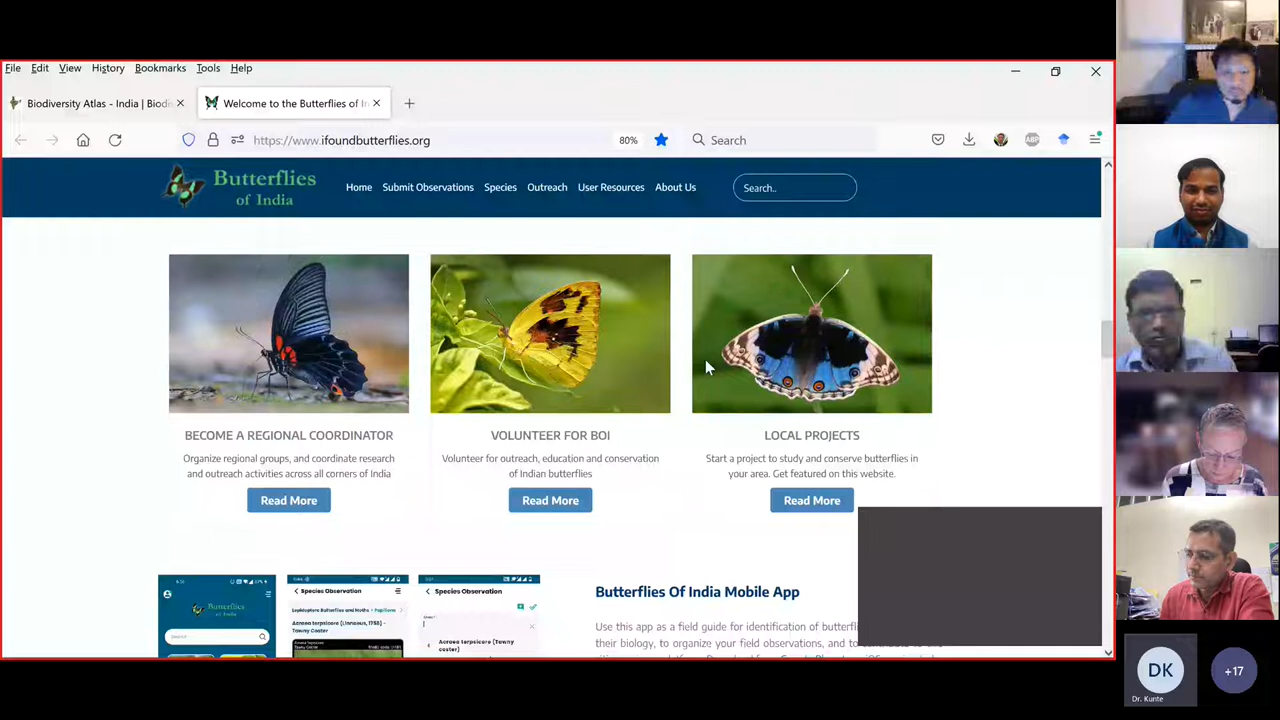 File Edit View History Bookmarks Tools Help
Biodiversity Atlas - India | Biodi
Welcome to the Butterflies of In
https://www.ifoundbutterflies.org
80%
Search
ABP
Butterflies
of India
Home Submit Observations Species Outreach User Resources About Us
Search..
BECOME A REGIONAL COORDINATOR
Organize regional groups, and coordinate research
and outreach activities across all corners of India
Read More
VOLUNTEER FOR BOI
Volunteer for outreach, education and conservation
of Indian butterflies
Read More
LOCAL PROJECTS
Start a project to study and conserve butterflies in
your area. Get featured on this website.
Read More
Butterflies
of India
Search
Species Observation
Tawny Coster
Species Observation
Acraea terpsicore (Tawny
coster)
Butterflies Of India Mobile App
Use this app as a field guide for identification of butterfl
their biology, to organize your field observations, and to
DK
Dr. Kunte
+17